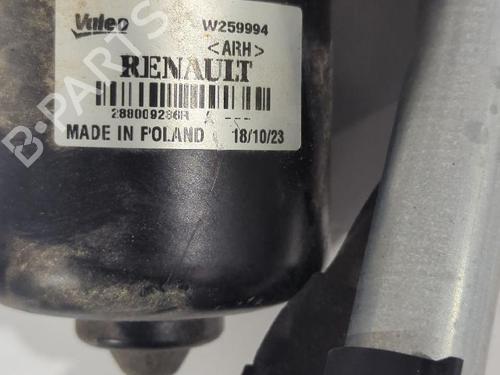 Valeo W259994
<ARH>
RENAULT
288009286R A ---
MADE IN POLAND 18/10/23
B-PARTS